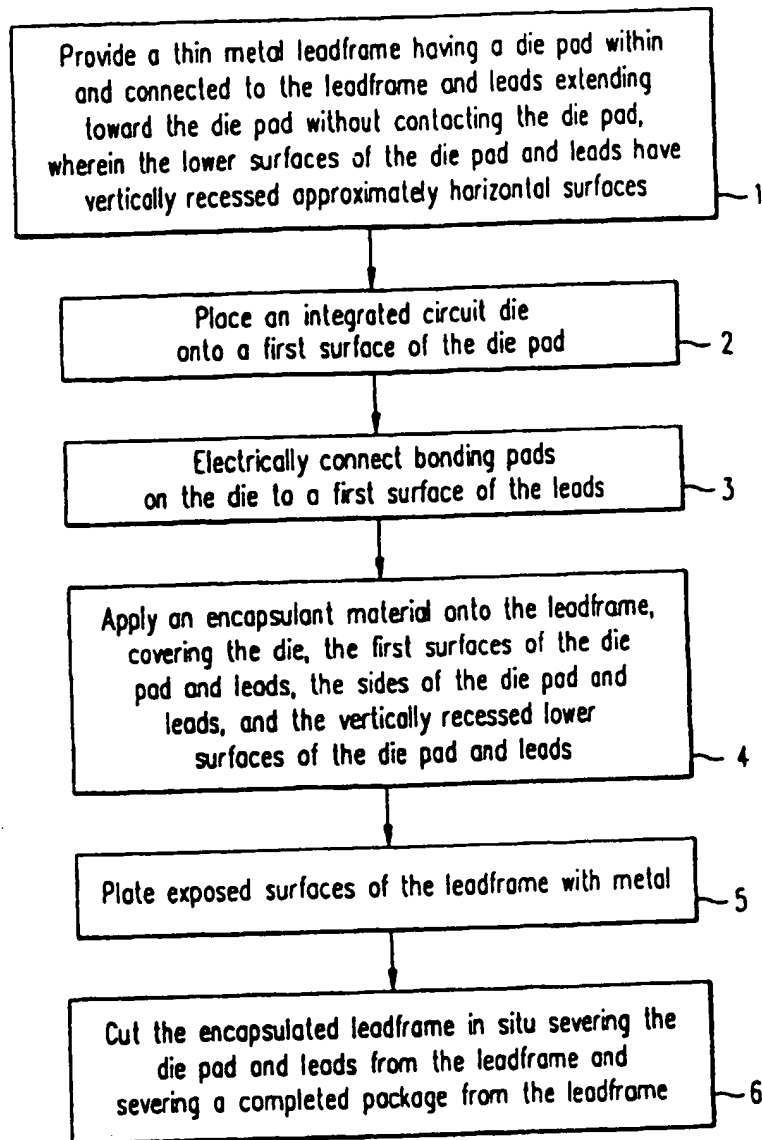 Provide a thin metal leadframe having a die pad within
and connected to the leadframe and leads extending
toward the die pad without contacting the die pad,
wherein the lower surfaces of the die pad and leads have
vertically recessed approximately horizontal surfaces
1
Place an integrated circuit die
onto a first surface of the die pad
2
Electrically connect bonding pads
on the die to a first surface of the leads
3
Apply an encapsulant material onto the leadframe,
covering the die, the first surfaces of the die
pad and leads, the sides of the die pad and
leads, and the vertically recessed lower
surfaces of the die pad and leads
4
Plate exposed surfaces of the leadframe with metal
5
Cut the encapsulated leadframe in situ severing the
die pad and leads from the leadframe and
severing a completed package from the leadframe
6